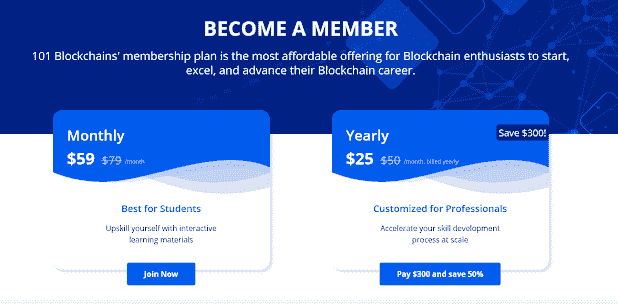 BECOME A MEMBER
101 Blockchains' membership plan is the most affordable offering for Blockchain enthusiasts to start,
excel, and advance their Blockchain career.
Monthly
$59 $79 /month
Best for Students
Upskill yourself with interactive
learning materials
Join Now
Yearly
Save $300!
$25 $50 /month, billed yearly
Customized for Professionals
Accelerate your skill development
process at scale
Pay $300 and save 50%